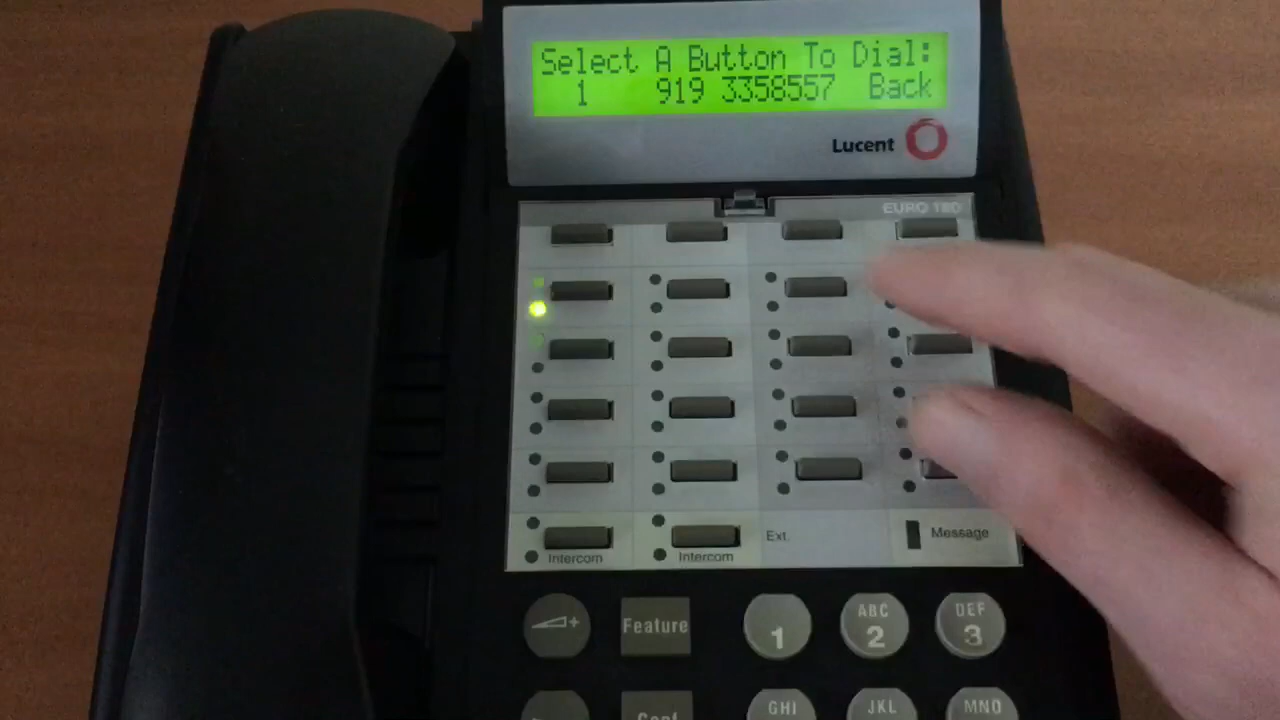 Select A Button To Dial:
1 919 3358557 Back
Lucent
EURO 18D
Intercom Intercom Ext. Message
Feature 1 ABC 2 DEF 3
GHI JKL MNO